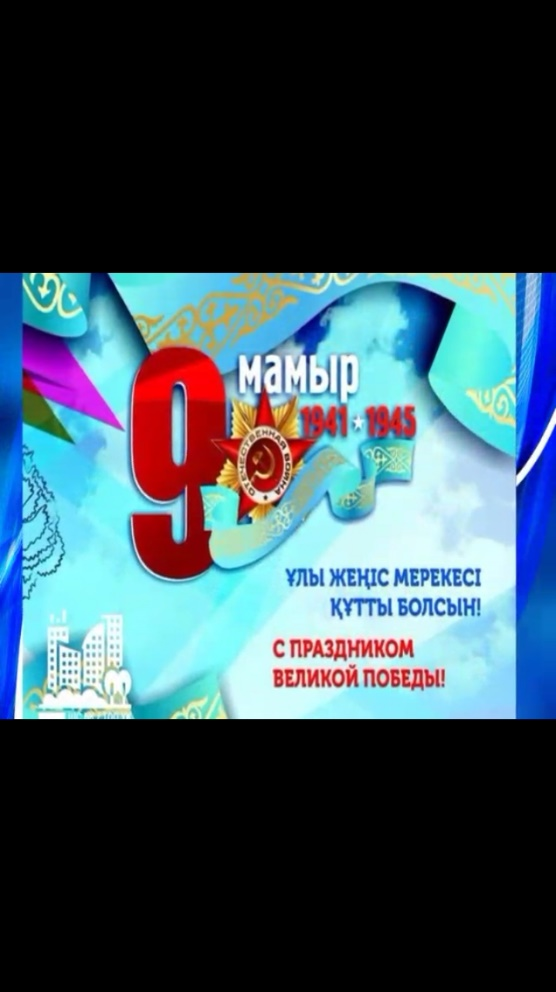 9 мамыр
1941 ★ 1945
ОТЕЧЕСТВЕННАЯ ВОЙНА
ҰЛЫ ЖЕҢІС МЕРЕКЕСІ
ҚҰТТЫ БОЛСЫН!
С ПРАЗДНИКОМ
ВЕЛИКОЙ ПОБЕДЫ!